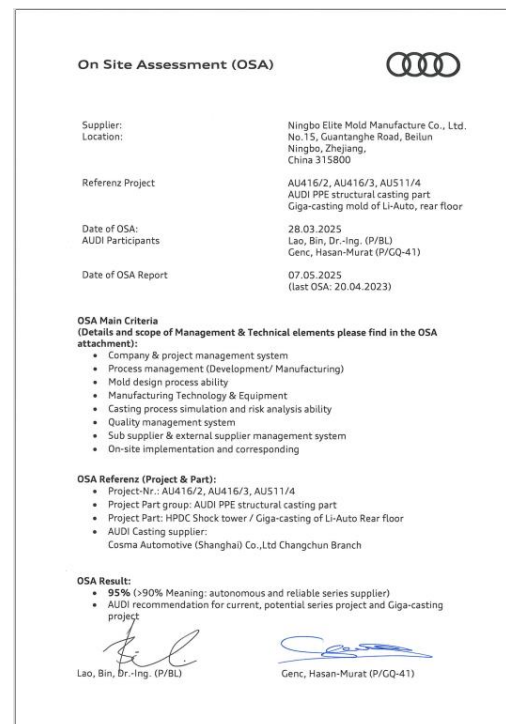 On Site Assessment (OSA)
Supplier: Ningbo Elite Mold Manufacture Co., Ltd.
Location: No.15, Guantanghe Road, Beilun
Ningbo, Zhejiang,
China 315800
Referenz Project AU416/2, AU416/3, AU511/4
AUDI PPE structural casting part
Giga-casting mold of Li-Auto, rear floor
Date of OSA: 28.03.2025
AUDI Participants Lao, Bin, Dr.-Ing. (P/BL)
Genc, Hasan-Murat (P/GQ-41)
Date of OSA Report 07.05.2025
(last OSA: 20.04.2023)
OSA Main Criteria
(Details and scope of Management & Technical elements please find in the OSA
attachment):
• Company & project management system
• Process management (Development/ Manufacturing)
• Mold design process ability
• Manufacturing Technology & Equipment
• Casting process simulation and risk analysis ability
• Quality management system
• Sub supplier & external supplier management system
• On-site implementation and corresponding
OSA Referenz (Project & Part):
• Project-Nr.: AU416/2, AU416/3, AU511/4
• Project Part group: AUDI PPE structural casting part
• Project Part: HPDC Shock tower / Giga-casting of Li-Auto Rear floor
• AUDI Casting supplier:
Cosma Automotive (Shanghai) Co.,Ltd Changchun Branch
OSA Result:
• 95% (>90% Meaning: autonomous and reliable series supplier)
• AUDI recommendation for current, potential series project and Giga-casting
project
Lao, Bin, Dr.-Ing. (P/BL) Genc, Hasan-Murat (P/GQ-41)